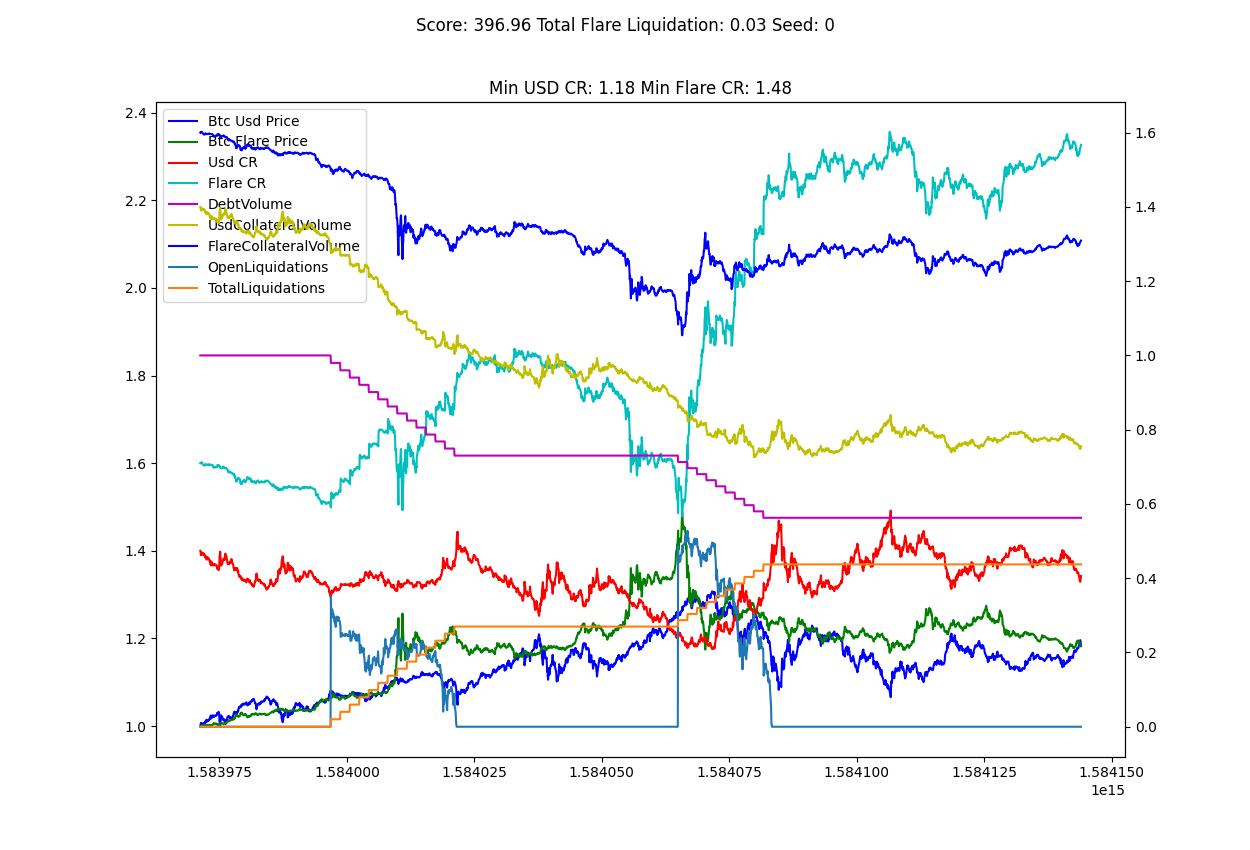 Score: 396.96 Total Flare Liquidation: 0.03 Seed: 0
Min USD CR: 1.18 Min Flare CR: 1.48
Btc Usd Price
Btc Flare Price
Usd CR
Flare CR
DebtVolume
UsdCollateralVolume
FlareCollateralVolme
OpenLiquidations
TotalLiquidations
2.4
2.2
2.0
1.8
1.6
1.4
1.2
1.0
1.6
1.4
1.2
1.0
0.8
0.6
0.4
0.2
0.0
1.583975 1.584000 1.584025 1.584050 1.584075 1.584100 1.584125 1.584150
1e15